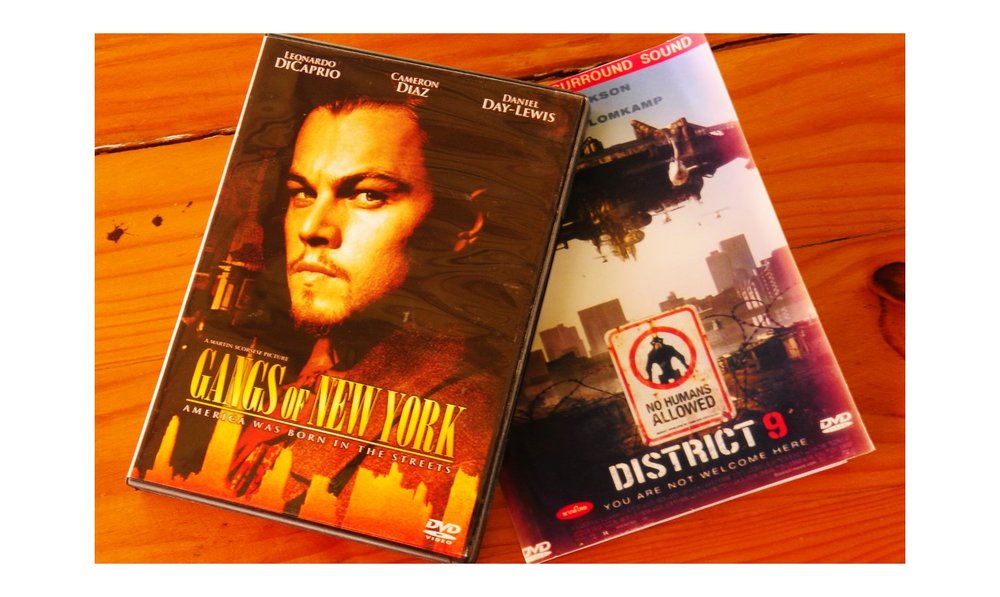 LEONARDO
DICAPRIO
CAMERON
DIAZ
DANIEL
DAY-LEWIS
A MARTIN SCORSESE PICTURE
GANGS OF NEW YORK
AMERICA WAS BORN IN THE STREETS
DVD
VIDEO
SURROUND SOUND
KSON
LOMKAMP
NO HUMANS
ALLOWED
DISTRICT 9
YOU ARE NOT WELCOME HERE
DVD
DVD